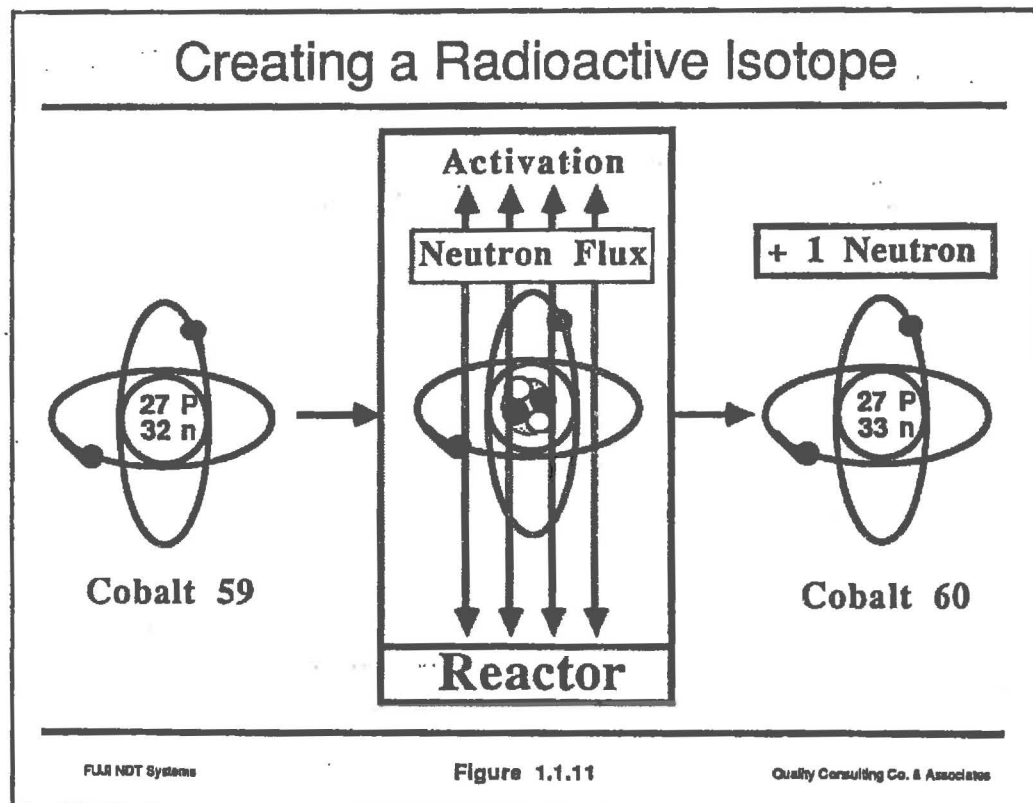 Creating a Radioactive Isotope
Activation
Neutron Flux
+ 1 Neutron
27 P
32 n
27 P
33 n
Cobalt 59
Cobalt 60
Reactor
FUJI NDT Systems
Figure 1.1.11
Quality Consulting Co. & Associates